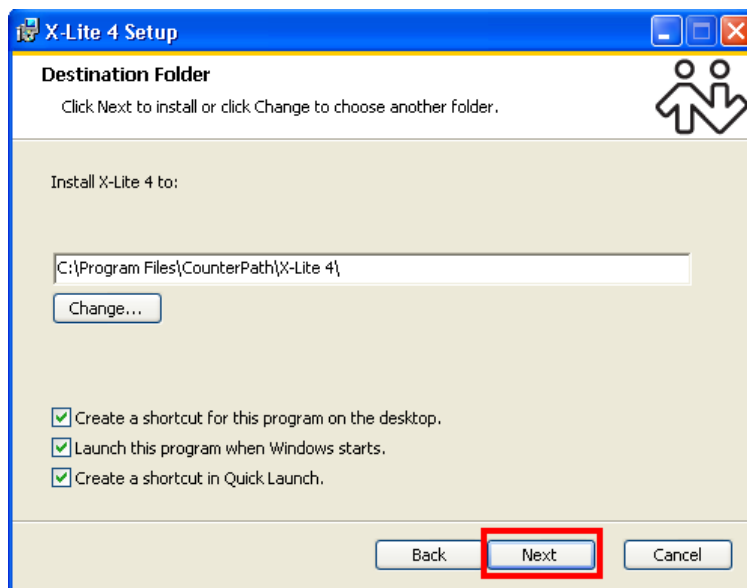 X-Lite 4 Setup
Destination Folder
Click Next to install or click Change to choose another folder.
Install X-Lite 4 to:
C:\Program Files\CounterPath\X-Lite 4\
Change...
Create a shortcut for this program on the desktop.
Launch this program when Windows starts.
Create a shortcut in Quick Launch.
Back Next Cancel